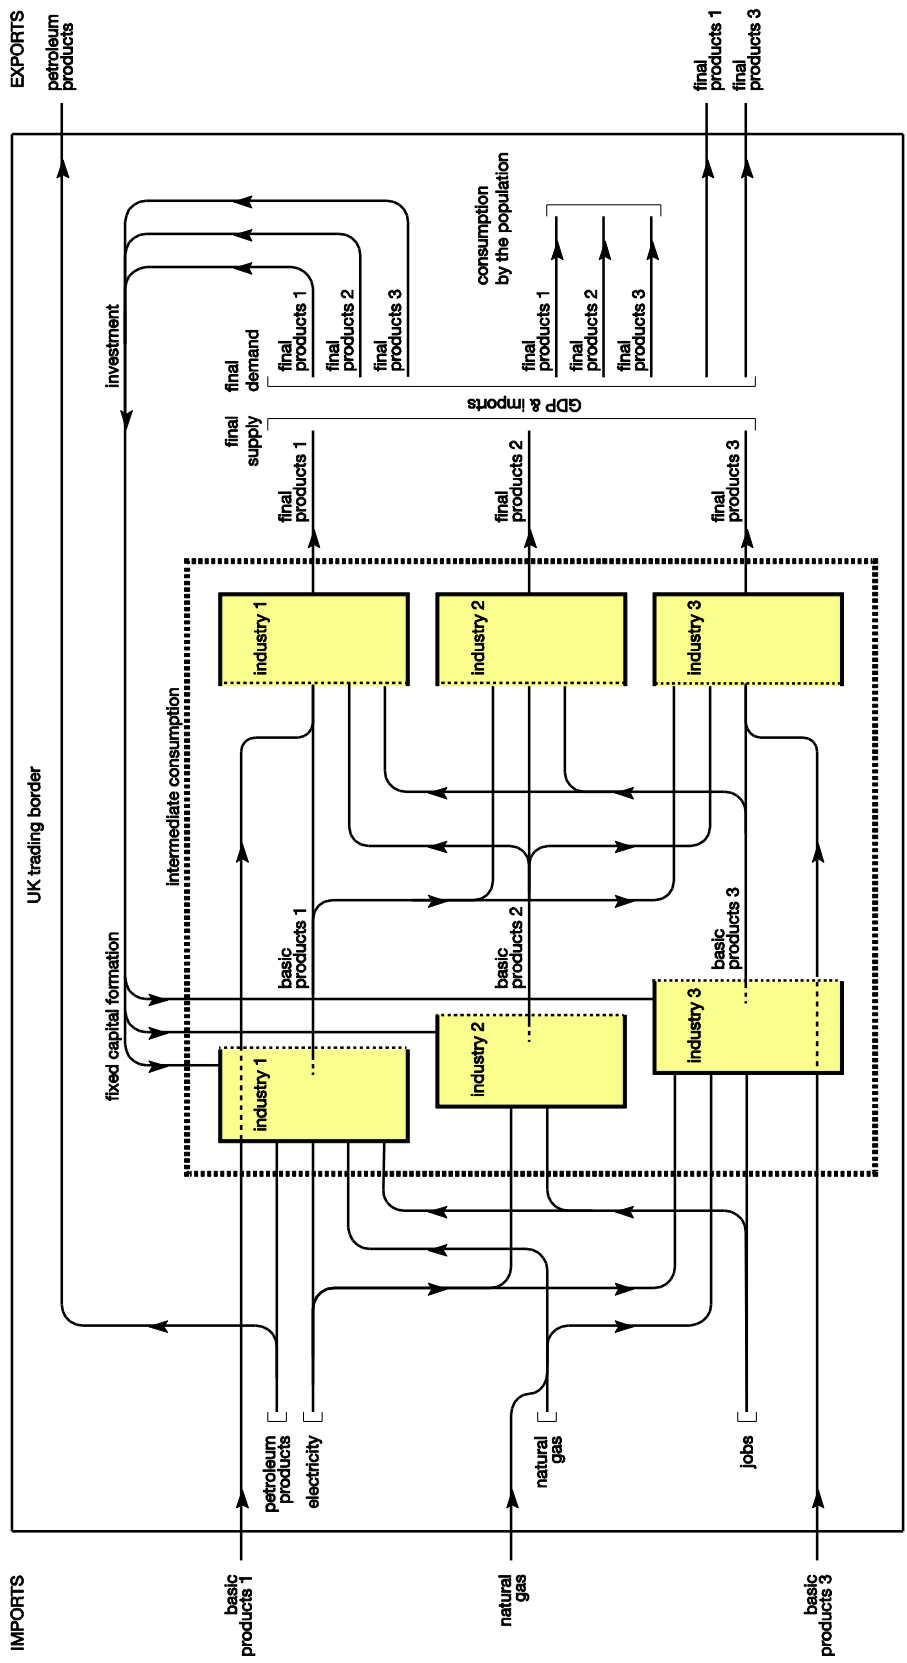 IMPORTS
basic
products 1
natural
gas
basic
products 3
petroleum
products
electricity
natural
gas
jobs
UK trading border
fixed capital formation
investment
intermediate consumption
industry 1
industry 2
industry 3
basic
products 1
basic
products 2
basic
products 3
industry 1
industry 2
industry 3
final
products 1
final
products 2
final
products 3
final
supply
GDP & imports
final
demand
final
products 1
final
products 2
final
products 3
final
products 1
final
products 2
final
products 3
consumption
by the population
EXPORTS
petroleum
products
final
products 1
final
products 3